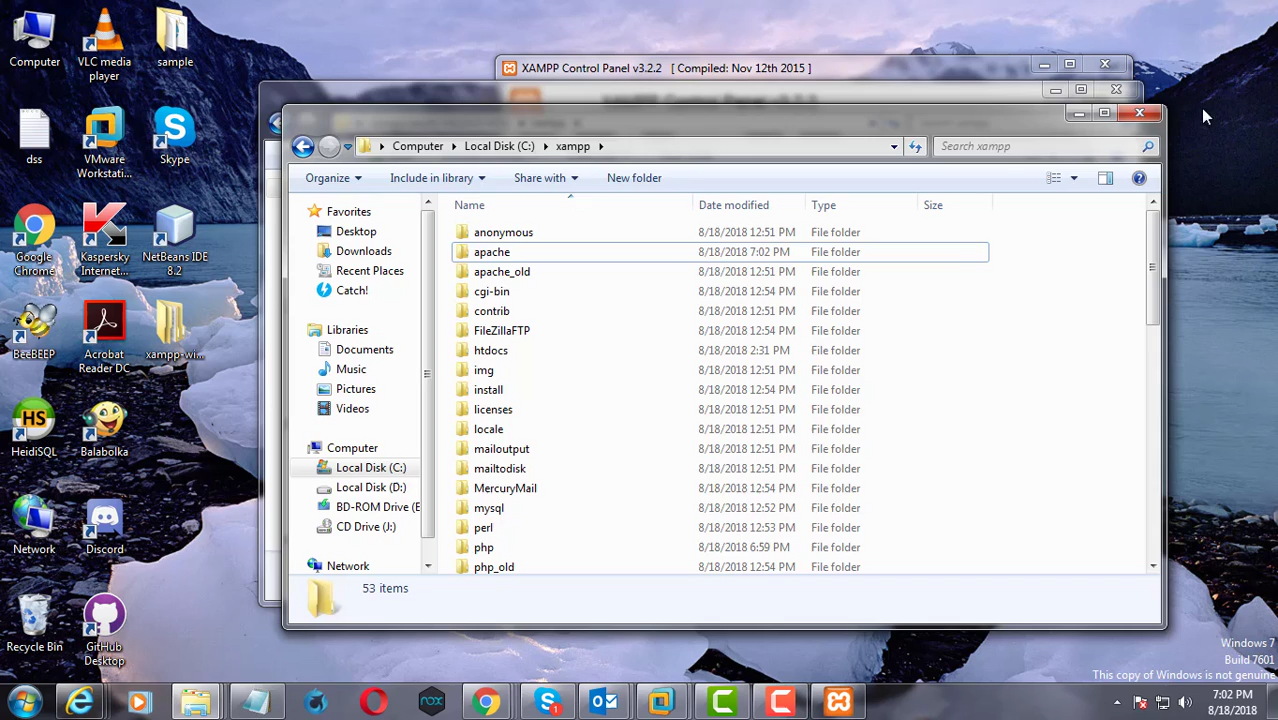 Computer
VLC media
player
sample
dss
VMware
Workstati...
Skype
Google
Chrome
Kaspersky
Internet...
NetBeans IDE
8.2
BeeBEEP
Acrobat
Reader DC
xampp-wi...
HeidiSQL
Balabolka
Network
Discord
Recycle Bin
GitHub
Desktop
XAMPP Control Panel v3.2.2 [ Compiled: Nov 12th 2015 ]
Computer Local Disk (C:) xampp
Search xampp
Organize Include in library Share with New folder
Favorites
Desktop
Downloads
Recent Places
Catch!
Libraries
Documents
Music
Pictures
Videos
Computer
Local Disk (C:)
Local Disk (D:)
BD-ROM Drive (E
CD Drive (J:)
Network
Name Date modified Type Size
anonymous 8/18/2018 12:51 PM File folder
apache 8/18/2018 7:02 PM File folder
apache_old 8/18/2018 12:51 PM File folder
cgi-bin 8/18/2018 12:54 PM File folder
contrib 8/18/2018 12:51 PM File folder
FileZillaFTP 8/18/2018 12:54 PM File folder
htdocs 8/18/2018 2:31 PM File folder
img 8/18/2018 12:51 PM File folder
install 8/18/2018 12:54 PM File folder
licenses 8/18/2018 12:51 PM File folder
locale 8/18/2018 12:51 PM File folder
mailoutput 8/18/2018 12:51 PM File folder
mailtodisk 8/18/2018 12:51 PM File folder
MercuryMail 8/18/2018 12:54 PM File folder
mysql 8/18/2018 12:52 PM File folder
perl 8/18/2018 12:53 PM File folder
php 8/18/2018 6:59 PM File folder
php_old 8/18/2018 12:54 PM File folder
53 items
Windows 7
Build 7601
This copy of Windows is not genuine
nox
7:02 PM
8/18/2018